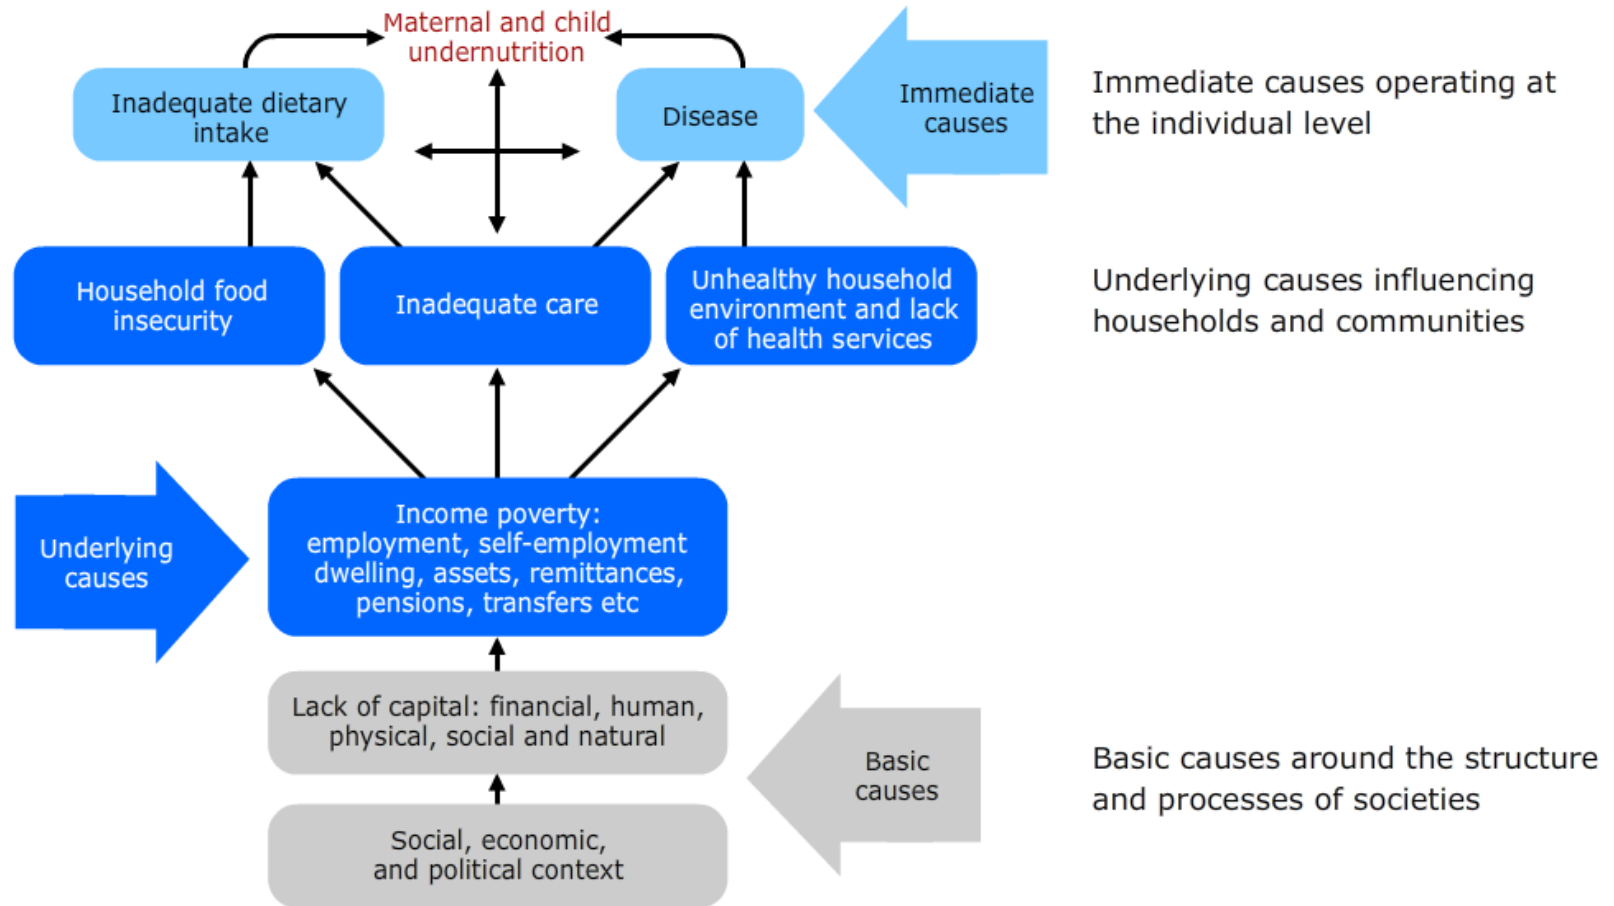 Maternal and child
undernutrition
Inadequate dietary
intake
Disease
Immediate
causes
Immediate causes operating at
the individual level
Household food
insecurity
Inadequate care
Unhealthy household
environment and lack
of health services
Underlying causes influencing
households and communities
Underlying
causes
Income poverty:
employment, self-employment
dwelling, assets, remittances,
pensions, transfers etc
Lack of capital: financial, human,
physical, social and natural
Basic
causes
Basic causes around the structure
and processes of societies
Social, economic,
and political context